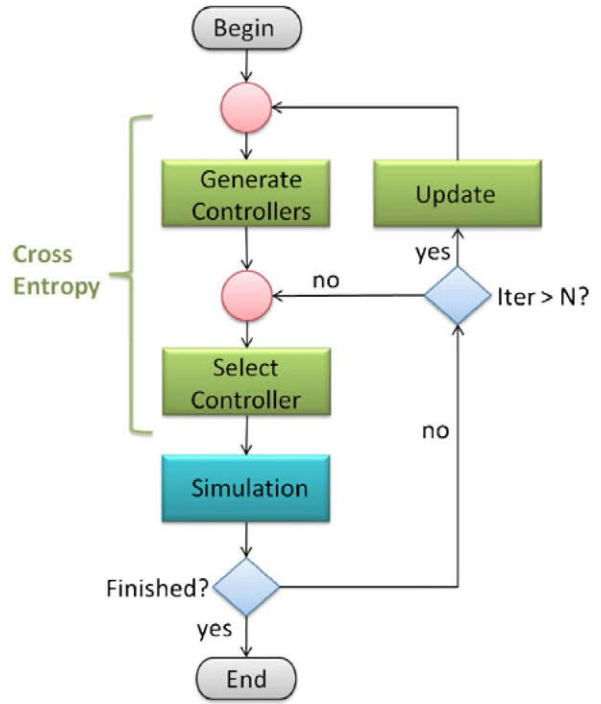 Begin
Generate
Controllers
Update
Cross
Entropy
yes
no
Iter > N?
Select
Controller
no
Simulation
Finished?
yes
End